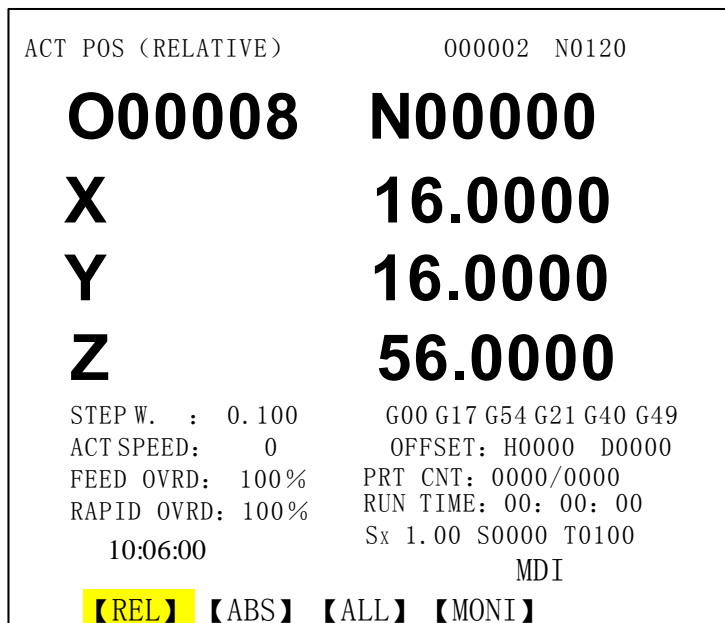 ACT POS（RELATIVE） O00002 N0120
O00008 N00000
X 16.0000
Y 16.0000
Z 56.0000
STEP W. ： 0.100 G00 G17 G54 G21 G40 G49
ACT SPEED： 0 OFFSET：H0000 D0000
FEED OVRD：100％ PRT CNT：0000/0000
RAPID OVRD：100％ RUN TIME：00：00：00
10:06:00 Sx 1.00 S0000 T0100
MDI
【REL】 【ABS】 【ALL】 【MONI】